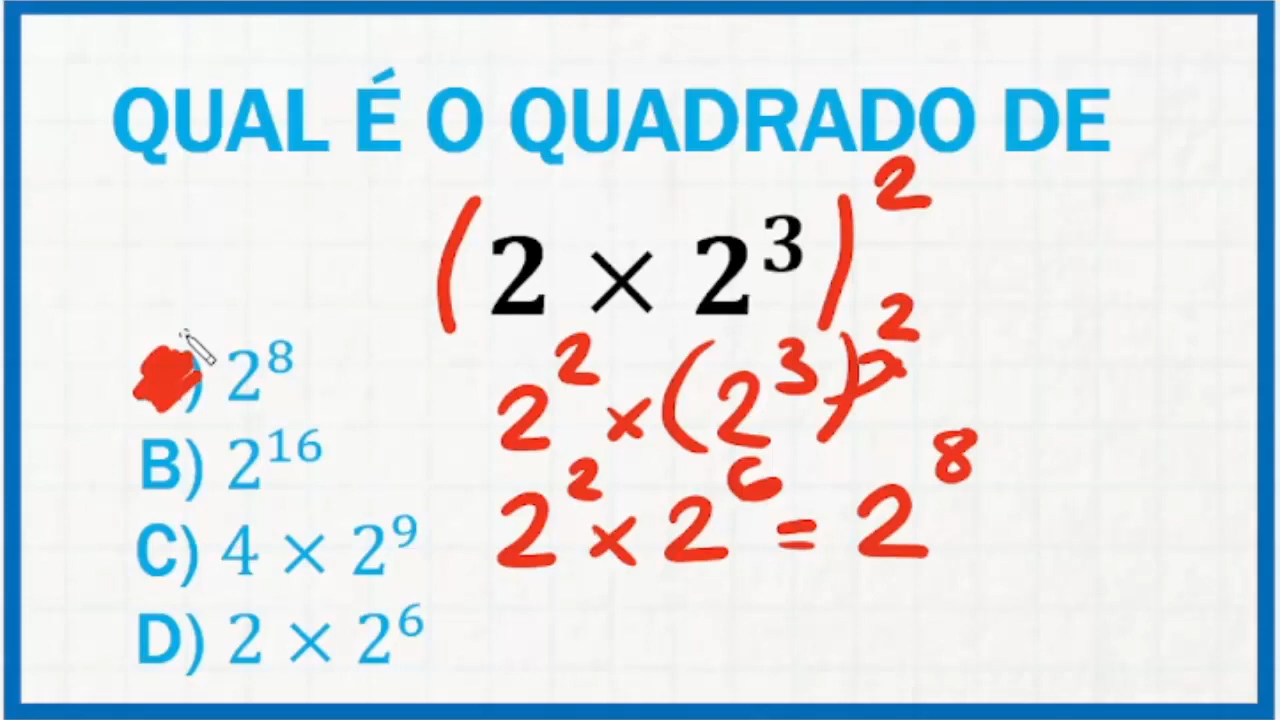 QUAL É O QUADRADO DE
(2 × 2³)²
) 2⁸
2² × (2³)²
B) 2¹⁶
2² × 2⁶ = 2⁸
C) 4 × 2⁹
D) 2 × 2⁶